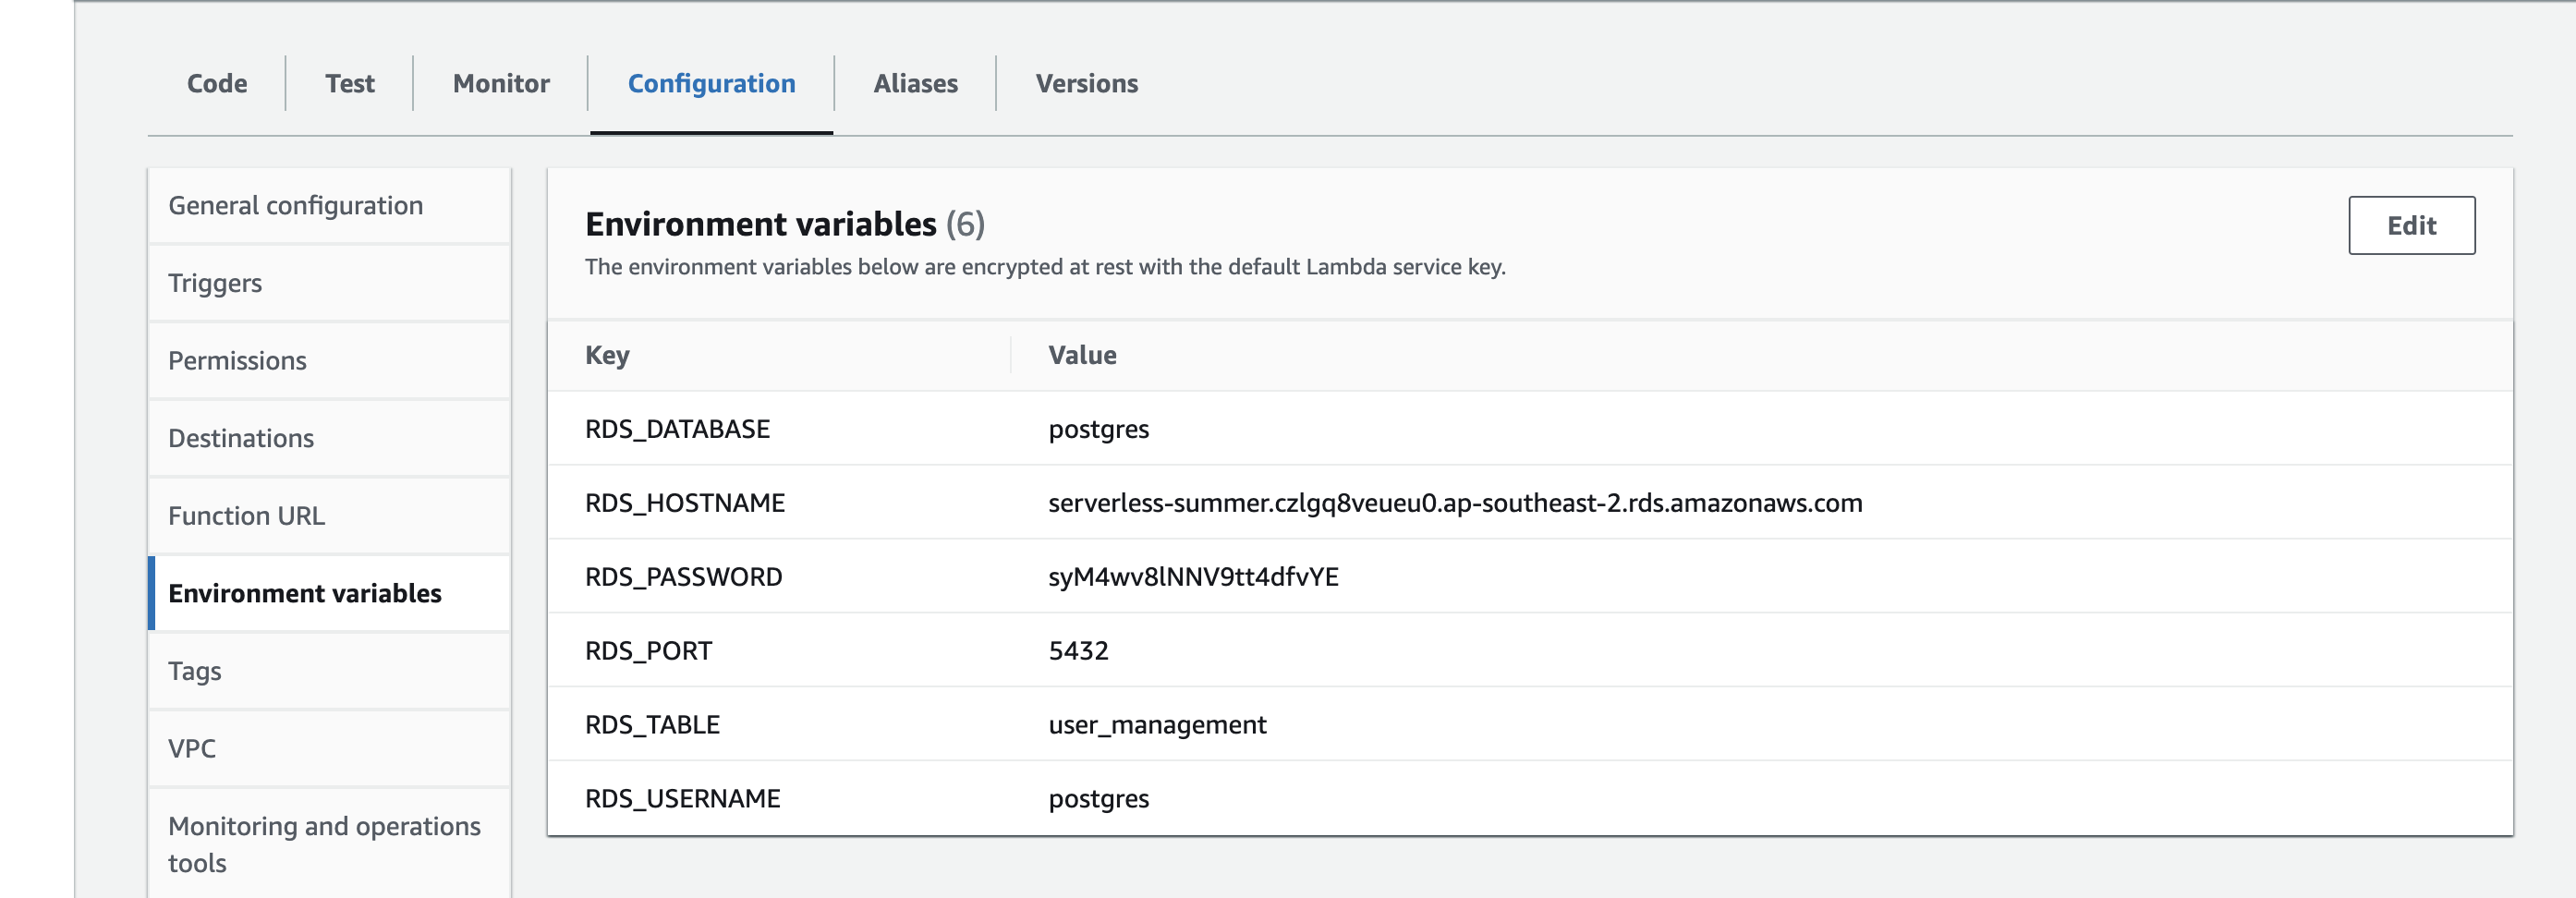 Code
Test
Monitor
Configuration
Aliases
Versions
General configuration
Triggers
Permissions
Destinations
Function URL
Environment variables
Tags
VPC
Monitoring and operations
tools
Environment variables (6)
Edit
The environment variables below are encrypted at rest with the default Lambda service key.
Key Value
RDS_DATABASE postgres
RDS_HOSTNAME serverless-summer.czlgq8veueu0.ap-southeast-2.rds.amazonaws.com
RDS_PASSWORD syM4wv8lNNV9tt4dfvYE
RDS_PORT 5432
RDS_TABLE user_management
RDS_USERNAME postgres